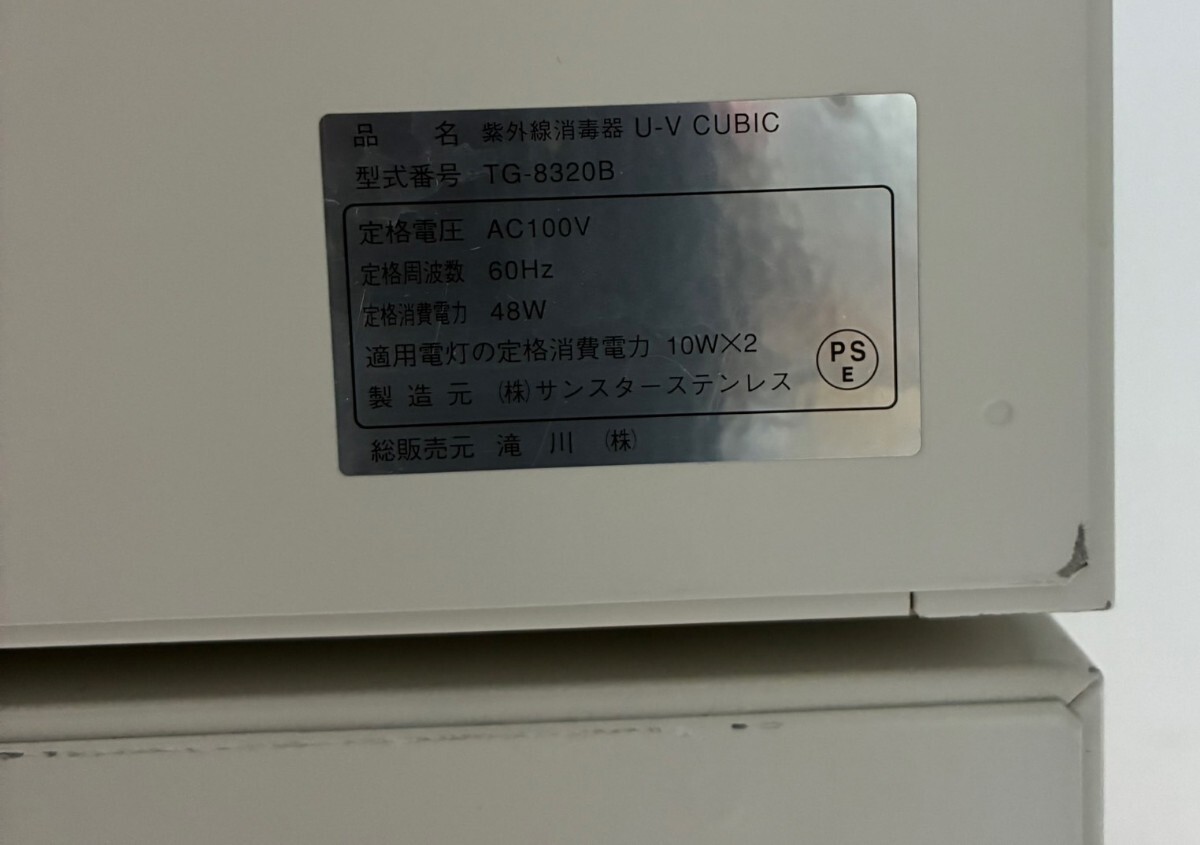 品　　名 紫外線消毒器 U-V CUBIC
型式番号 TG-8320B
定格電圧 AC100V
定格周波数 60Hz
定格消費電力 48W
適用電灯の定格消費電力 10W×2
製造元 (株)サンスターステンレス
PS
E
総販売元 滝川 (株)